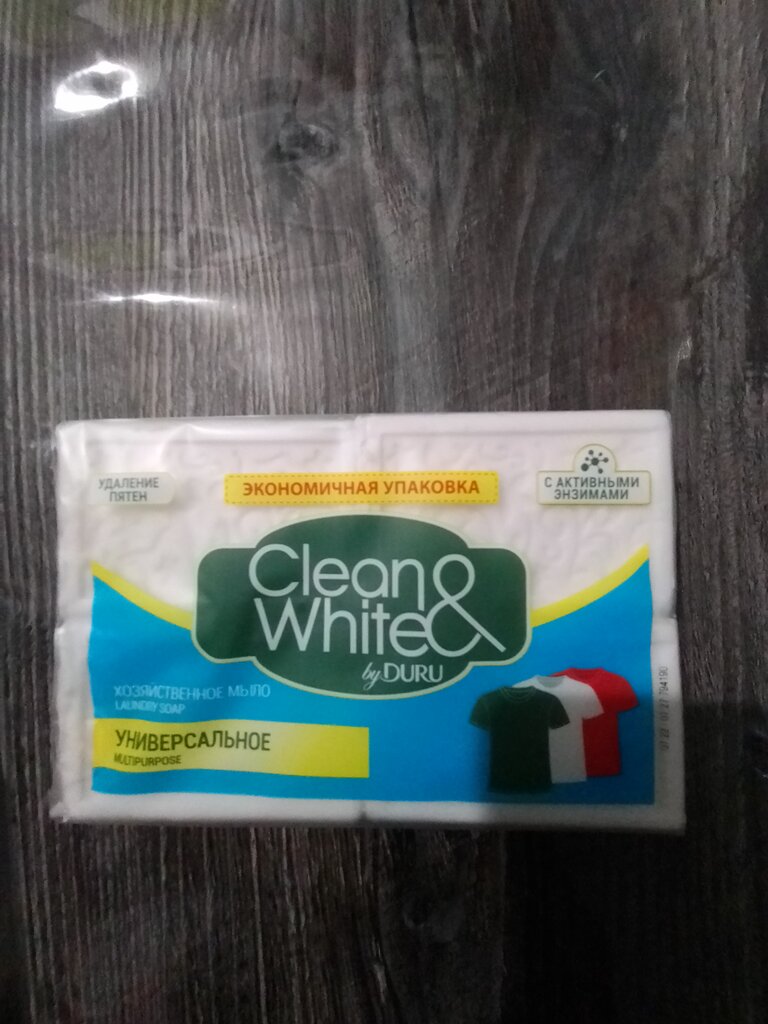 УДАЛЕНИЕ
ПЯТЕН
ЭКОНОМИЧНАЯ УПАКОВКА
С АКТИВНЫМИ
ЭНЗИМАМИ
Clean &
White
by DURU
ХОЗЯЙСТВЕННОЕ МЫЛО
LAUNDRY SOAP
УНИВЕРСАЛЬНОЕ
MULTIPURPOSE